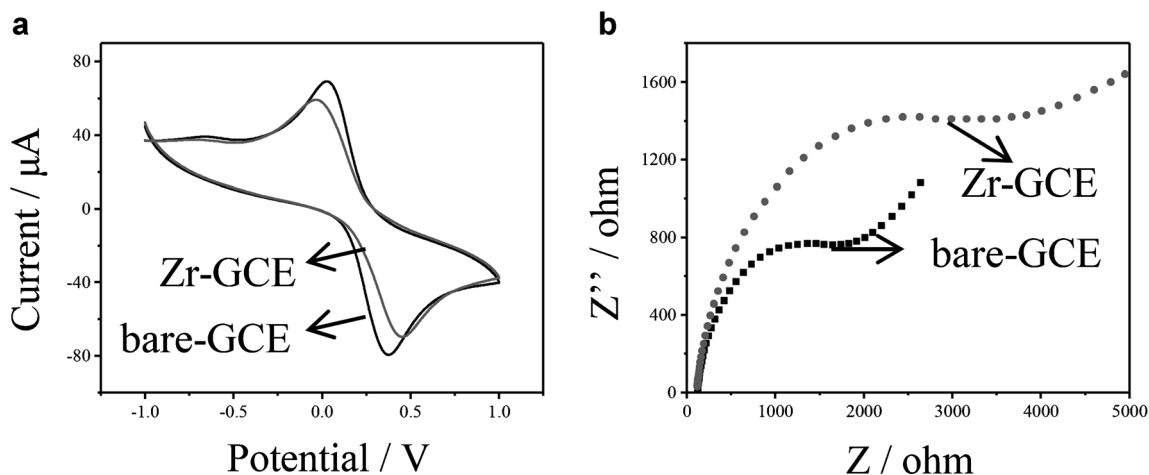 a
Current / μA
80
40
0
-40
-80
Zr-GCE
bare-GCE
-1.0
-0.5
0.0
0.5
1.0
Potential / V
b
Z’’ / ohm
1600
1200
800
400
0
Zr-GCE
bare-GCE
0
1000
2000
3000
4000
5000
Z / ohm